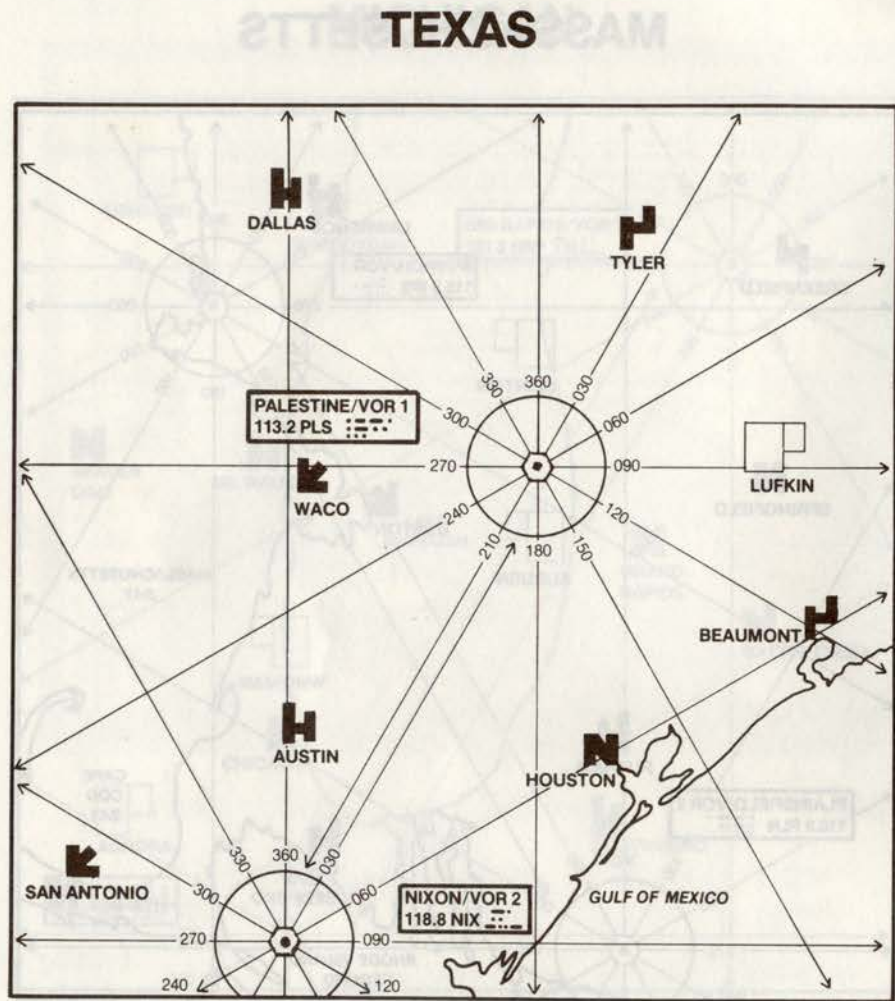 TEXAS
DALLAS
TYLER
330
360
030
300
060
PALESTINE/VOR 1
113.2 PLS
270
090
LUFKIN
WACO
240
120
210
180
150
BEAUMONT
AUSTIN
HOUSTON
SAN ANTONIO
330
360
030
300
060
NIXON/VOR 2
118.8 NIX
GULF OF MEXICO
270
090
240
120